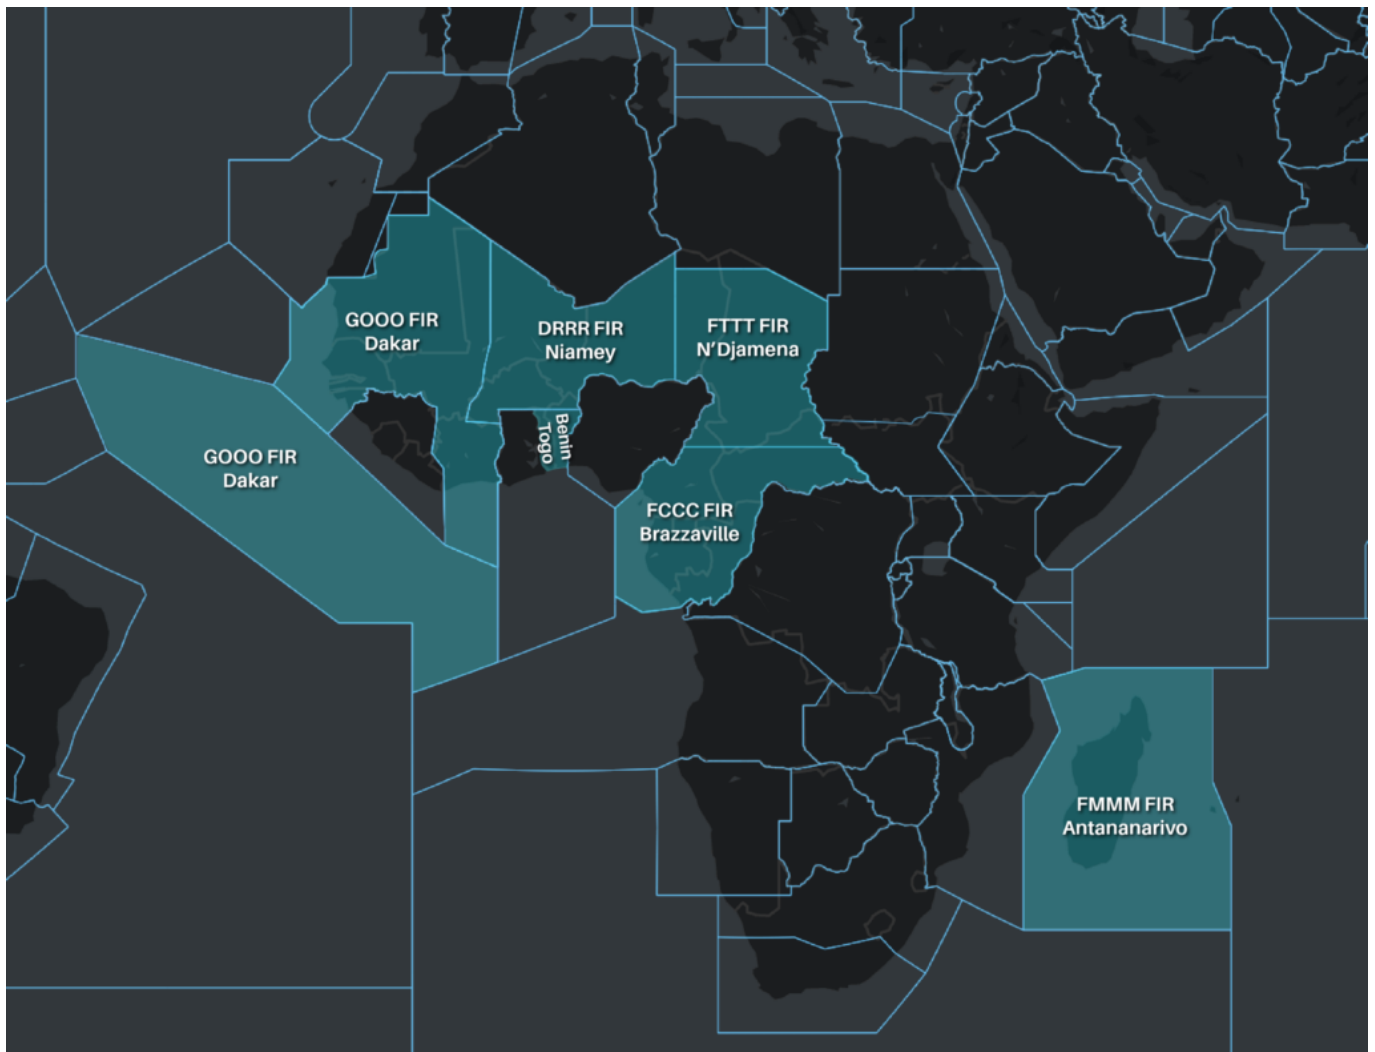 GOOO FIR
Dakar
DRRR FIR
Niamey
FTTT FIR
N'Djamena
Benin
Togo
GOOO FIR
Dakar
FCCC FIR
Brazzaville
FMMM FIR
Antananarivo